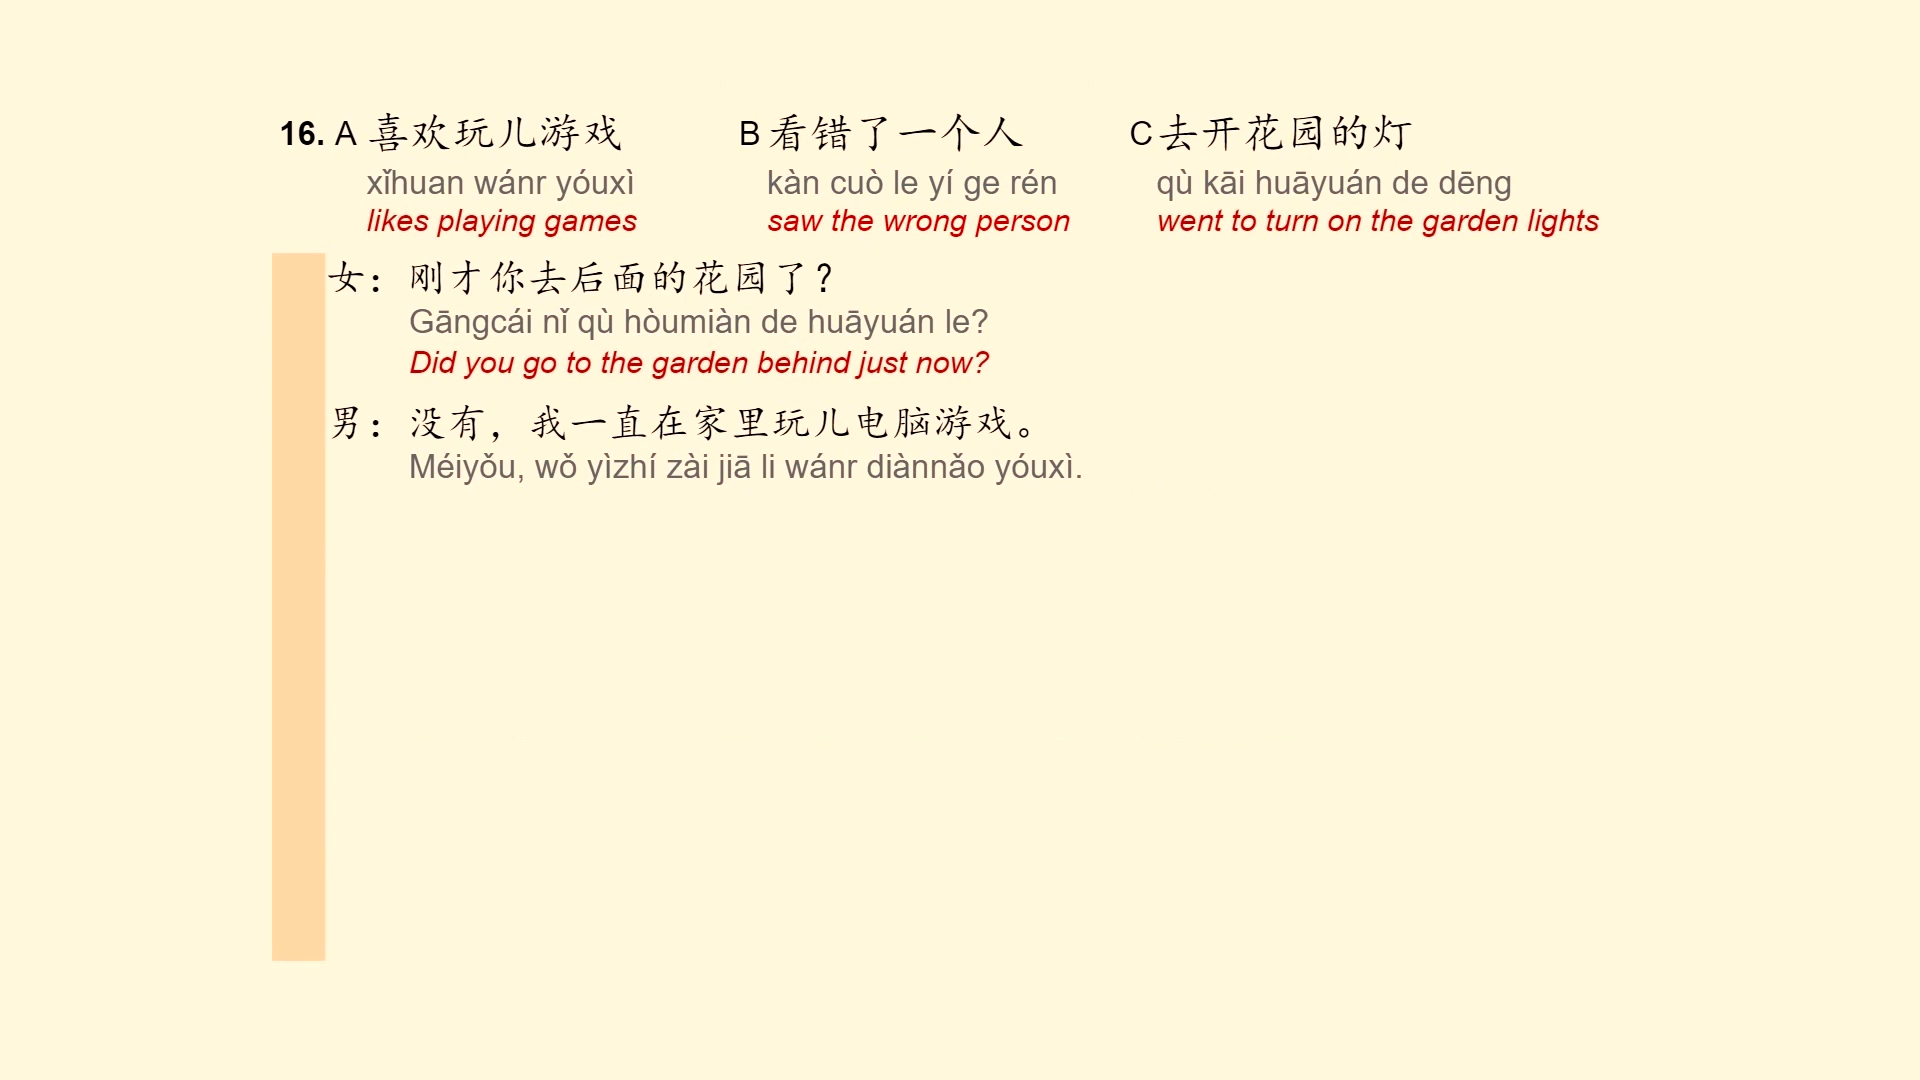 16. A 喜欢玩儿游戏 B 看错了一个人 C 去开花园的灯
xǐhuan wánr yóuxì kàn cuò le yí ge rén qù kāi huāyuán de dēng
likes playing games saw the wrong person went to turn on the garden lights
女：刚才你去后面的花园了？
Gāngcái nǐ qù hòumiàn de huāyuán le?
Did you go to the garden behind just now?
男：没有，我一直在家里玩儿电脑游戏。
Méiyǒu, wǒ yìzhí zài jiā li wánr diànnǎo yóuxì.